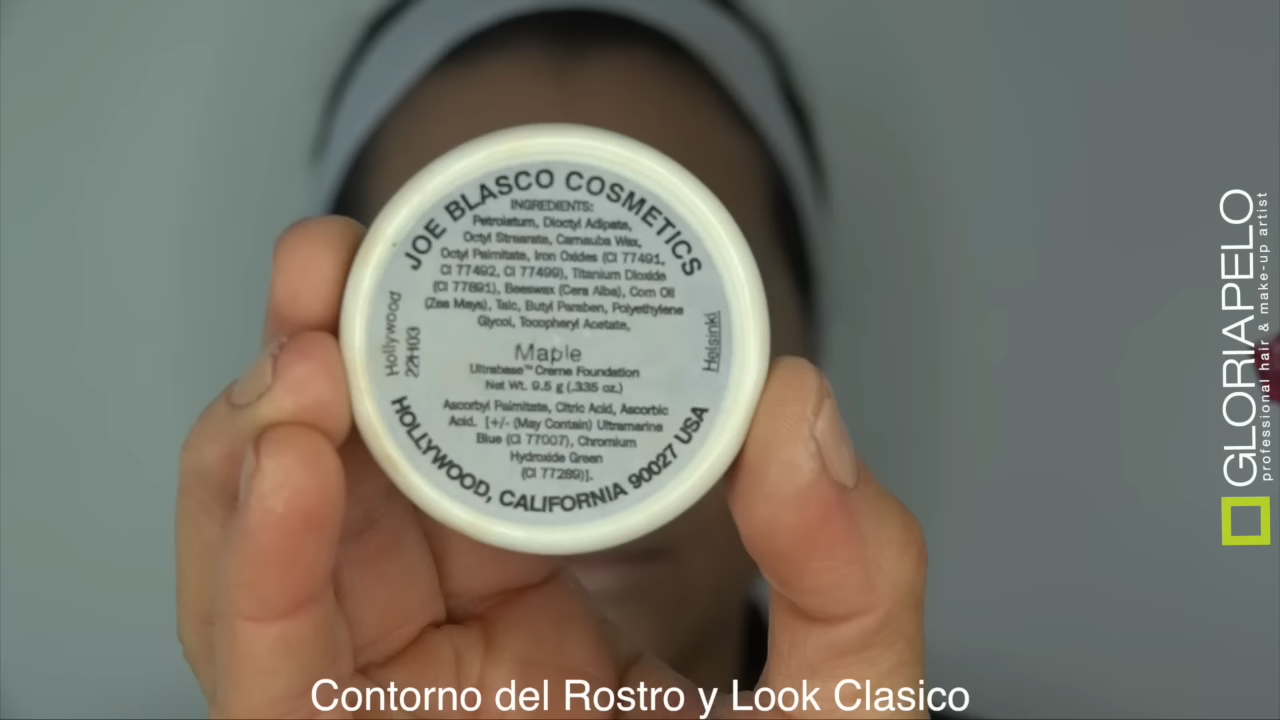 JOE BLASCO COSMETICS
INGREDIENTS:
Petrolatum, Dioctyl Adipate,
Octyl Stearate, Carnauba Wax,
Octyl Palmitate, Iron Oxides (CI 77491,
CI 77492, CI 77499), Titanium Dioxide
(CI 77891), Beeswax (Cera Alba), Corn Oil
(Zea Mays), Talc, Butyl Paraben, Polyethylene
Glycol, Tocopheryl Acetate,
Hollywood
22H03
Helsinki
Maple
Ultrabase™ Creme Foundation
Net Wt. 9.5 g (.335 oz.)
Ascorbyl Palmitate, Citric Acid, Ascorbic
Acid. [+/- (May Contain) Ultramarine
Blue (CI 77007), Chromium
Hydroxide Green
(CI 77289)].
HOLLYWOOD, CALIFORNIA 90027 USA
GLORIAPELO
professional hair & make-up artist
Contorno del Rostro y Look Clasico